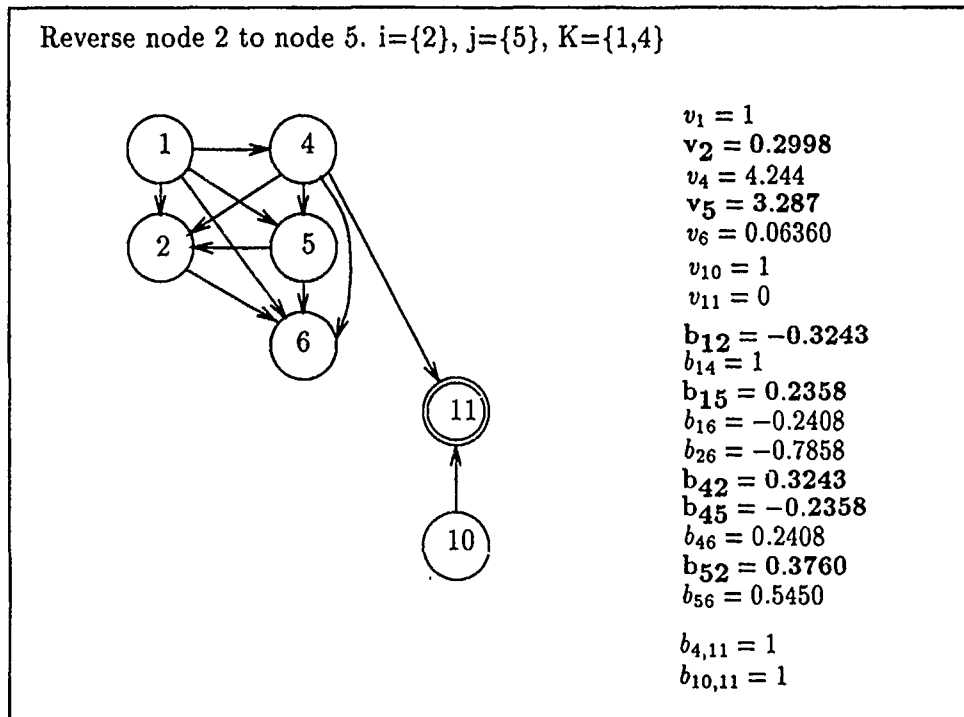 Reverse node 2 to node 5. i={2}, j={5}, K={1,4}
1
4
2
5
6
11
10
v₁ = 1
v₂ = 0.2998
v₄ = 4.244
v₅ = 3.287
v₆ = 0.06360
v₁₀ = 1
v₁₁ = 0
b₁₂ = −0.3243
b₁₄ = 1
b₁₅ = 0.2358
b₁₆ = −0.2408
b₂₆ = −0.7858
b₄₂ = 0.3243
b₄₅ = −0.2358
b₄₆ = 0.2408
b₅₂ = 0.3760
b₅₆ = 0.5450
b₄,₁₁ = 1
b₁₀,₁₁ = 1